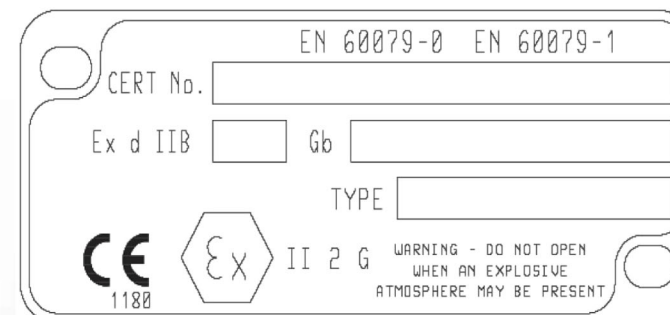 EN 60079-0 EN 60079-1
CERT No.
Ex d IIB Gb
TYPE
CE 1180
Ex II 2 G
WARNING - DO NOT OPEN
WHEN AN EXPLOSIVE
ATMOSPHERE MAY BE PRESENT